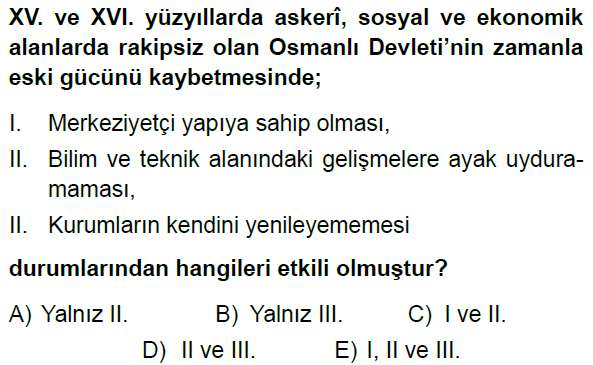 XV. ve XVI. yüzyıllarda askerî, sosyal ve ekonomik
alanlarda rakipsiz olan Osmanlı Devleti'nin zamanla
eski gücünü kaybetmesinde;
I. Merkeziyetçi yapıya sahip olması,
II. Bilim ve teknik alanındaki gelişmelere ayak uydura-
maması,
II. Kurumların kendini yenileyememesi
durumlarından hangileri etkili olmuştur?
A) Yalnız II. B) Yalnız III. C) I ve II.
D) II ve III. E) I, II ve III.